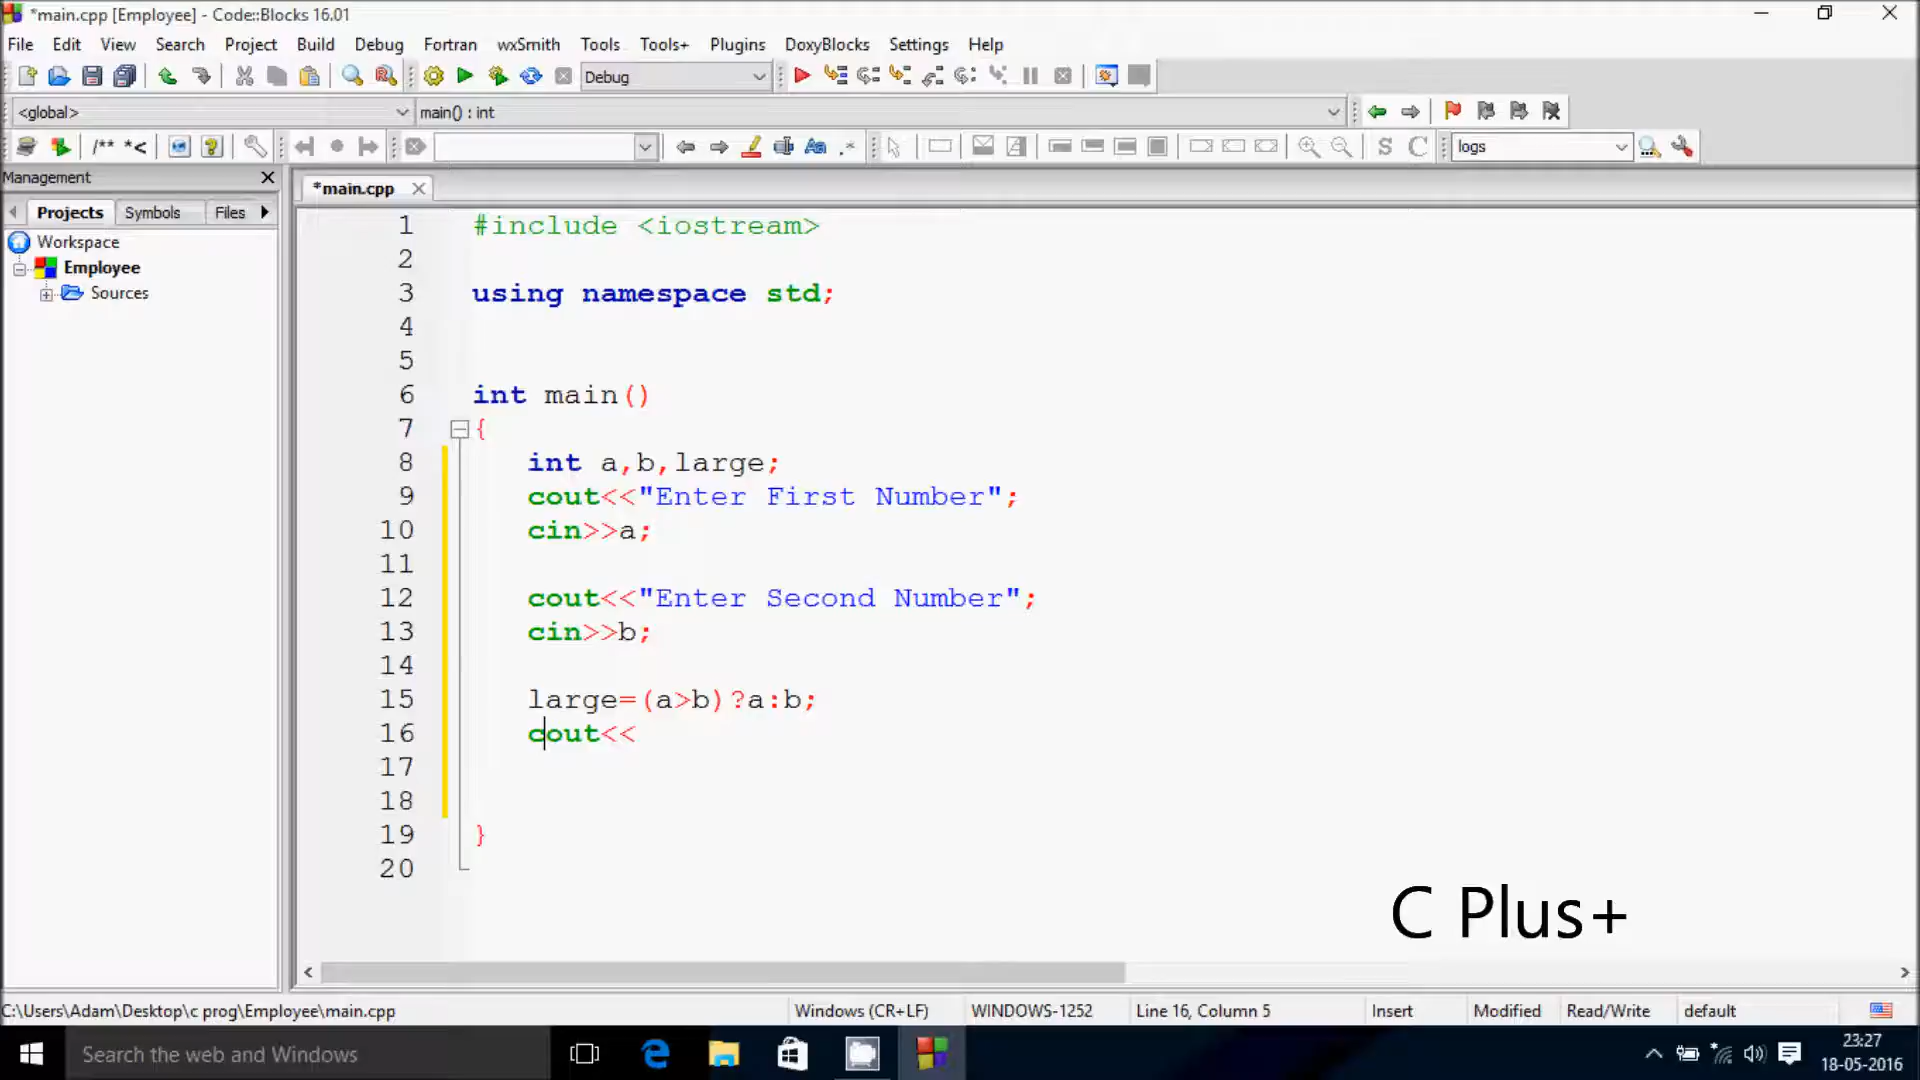 *main.cpp [Employee] - Code::Blocks 16.01
File Edit View Search Project Build Debug Fortran wxSmith Tools Tools+ Plugins DoxyBlocks Settings Help
Debug
<global> main() : int
/** *< Aa .* S C logs
Management
*main.cpp
Projects Symbols Files
Workspace
Employee
Sources
1 #include <iostream>
2
3 using namespace std;
4
5
6 int main()
7 {
8 int a,b,large;
9 cout<<"Enter First Number";
10 cin>>a;
11
12 cout<<"Enter Second Number";
13 cin>>b;
14
15 large=(a>b)?a:b;
16 cout<<
17
18
19 }
20
C Plus+
C:\Users\Adam\Desktop\c prog\Employee\main.cpp Windows (CR+LF) WINDOWS-1252 Line 16, Column 5 Insert Modified Read/Write default
Search the web and Windows
23:27
18-05-2016